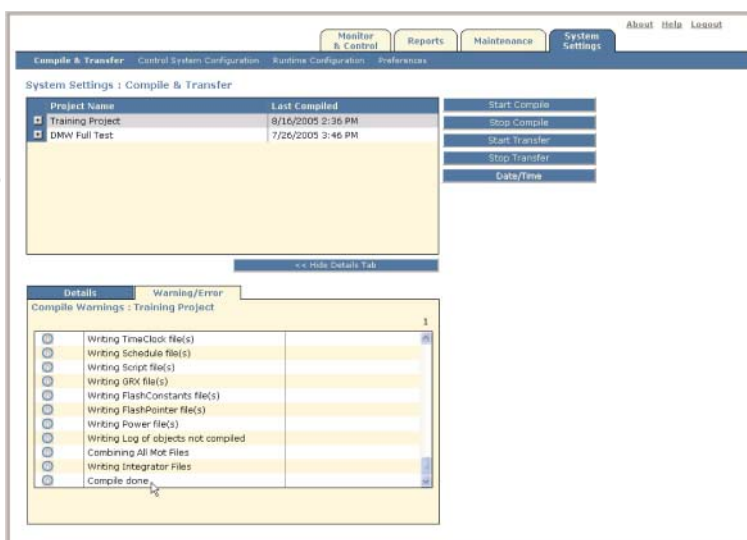 About Help Logout
Monitor & Control Reports Maintenance System Settings
Compile & Transfer Control System Configuration Runtime Configuration Preferences
System Settings : Compile & Transfer
Project Name Last Compiled
Training Project 8/16/2005 2:36 PM
DMW Full Test 7/26/2005 3:46 PM
Start Compile
Stop Compile
Start Transfer
Stop Transfer
Date/Time
<< Hide Details Tab
Details Warning/Error
Compile Warnings : Training Project
1
Writing TimeClock file(s)
Writing Schedule file(s)
Writing Script file(s)
Writing GRX file(s)
Writing FlashConstants file(s)
Writing FlashPointer file(s)
Writing Power file(s)
Writing Log of objects not compiled
Combining All Mot Files
Writing Integrator Files
Compile done